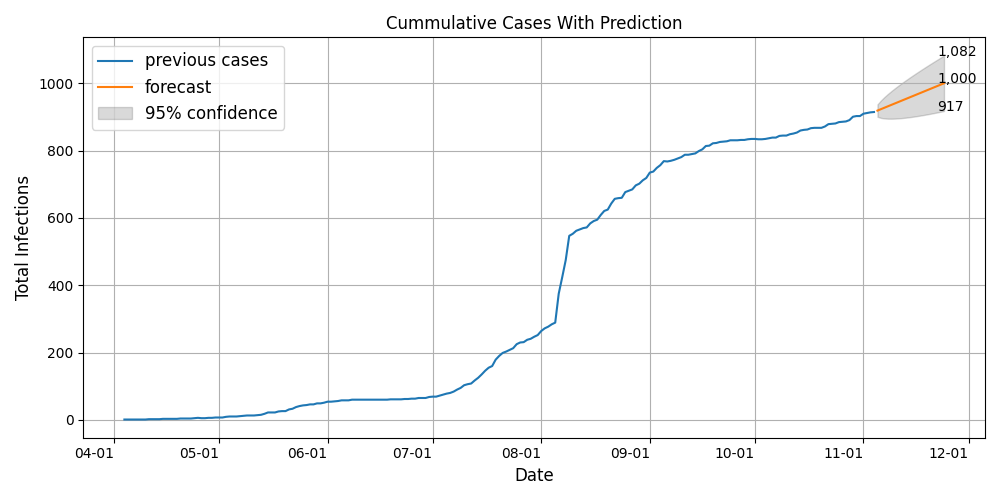 Cummulative Cases With Prediction
previous cases
forecast
95% confidence
1,082
1,000
917
1000
800
600
400
200
0
Total Infections
04-01 05-01 06-01 07-01 08-01 09-01 10-01 11-01 12-01
Date